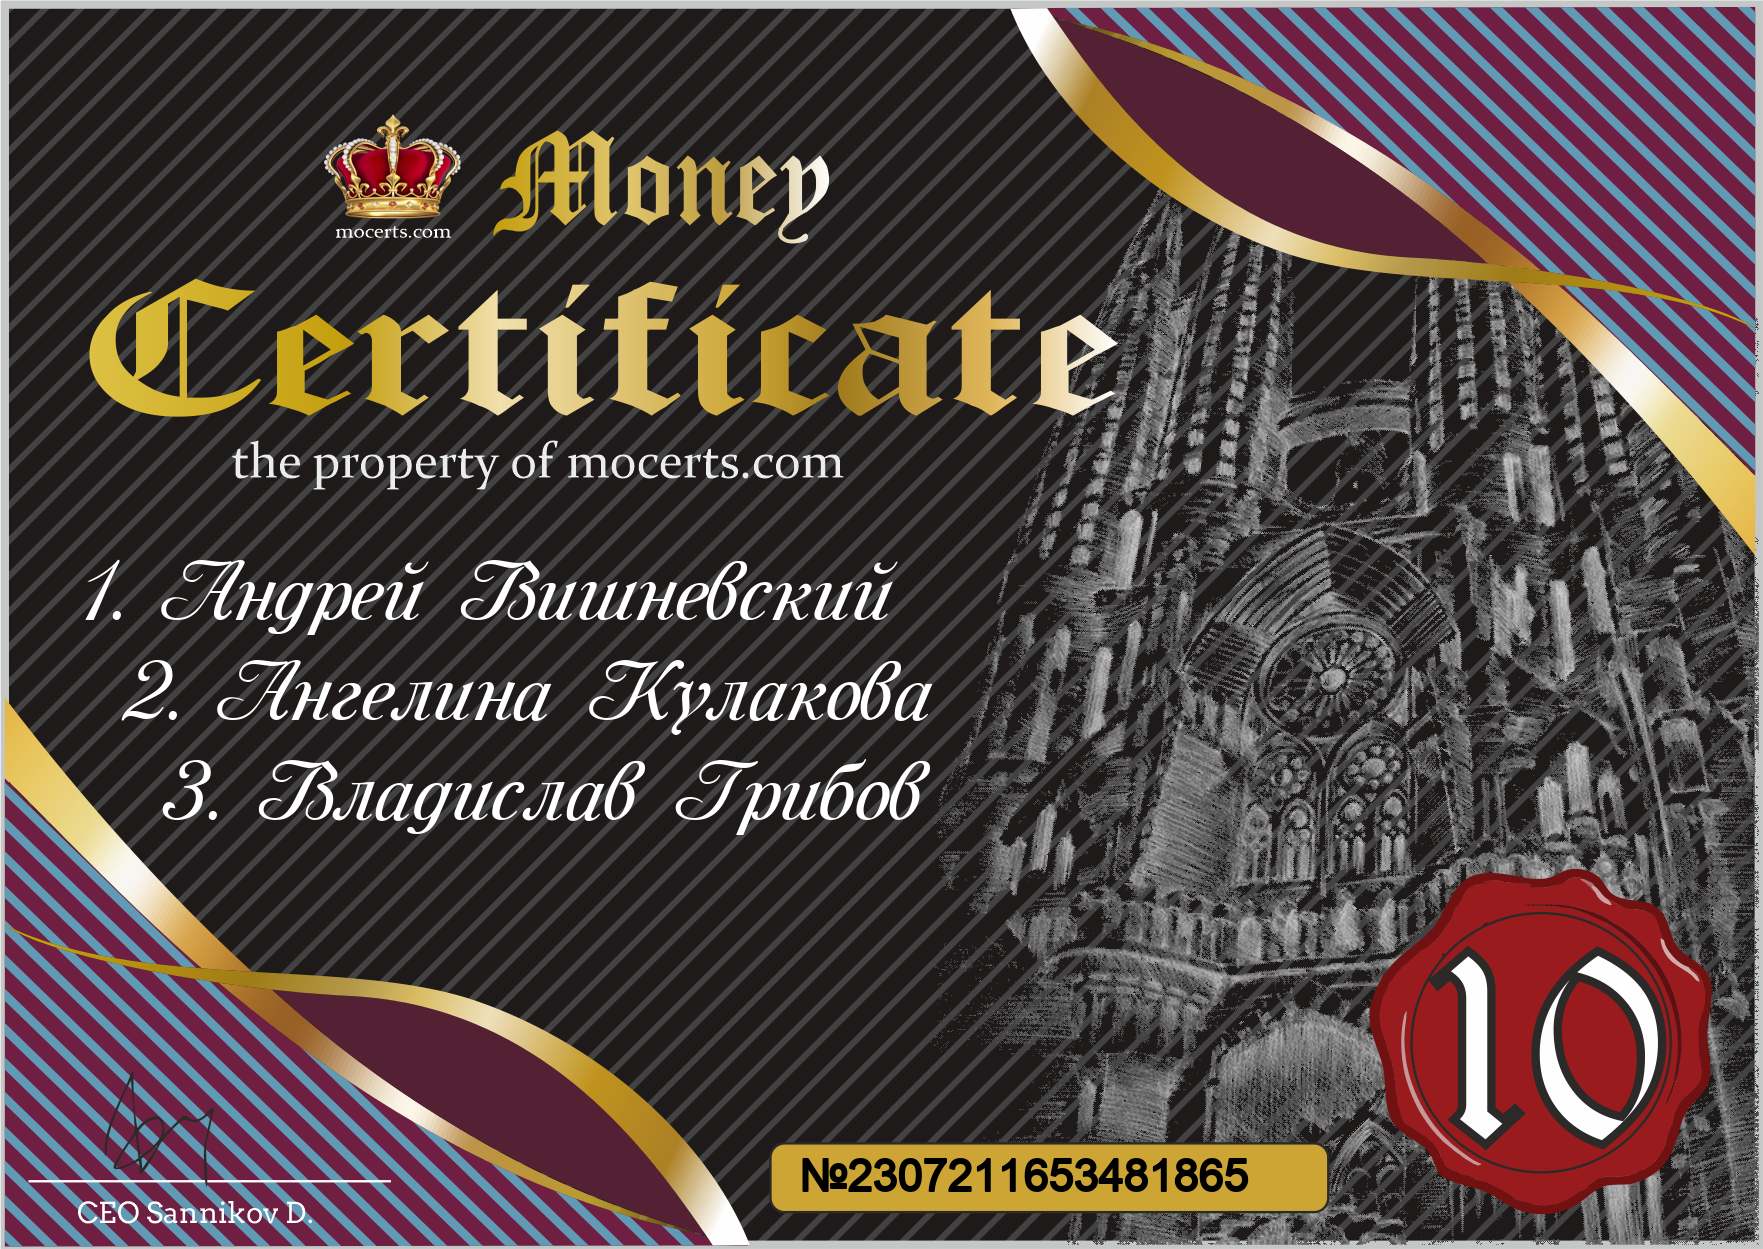 mocerts.com
Money
Certificate
the property of mocerts.com
1. Андрей Вишневский
2. Ангелина Кулакова
3. Владислав Грибов
10
№2307211653481865
CEO Sannikov D.